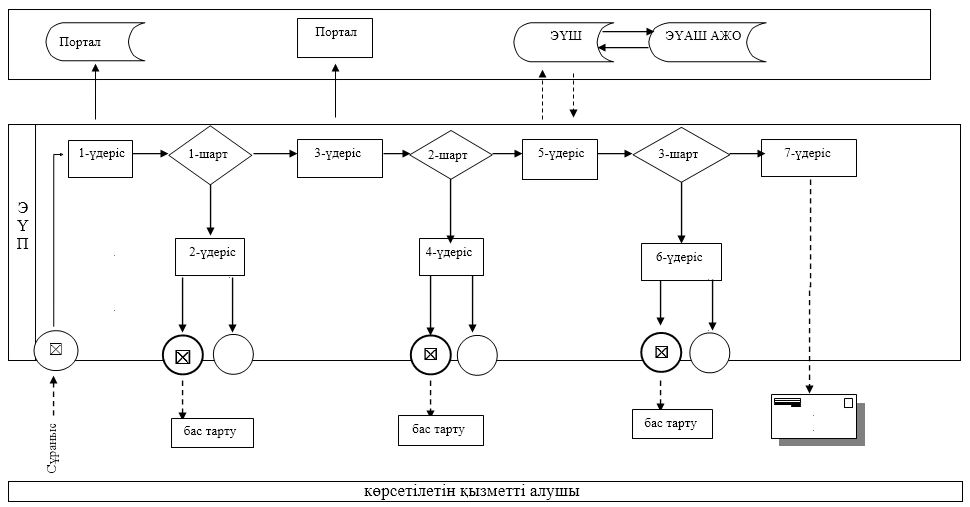 Портал
Портал
ЭҮШ
ЭҮАШ АЖО
1-үдеріс
1-шарт
3-үдеріс
2-шарт
5-үдеріс
3-шарт
7-үдеріс
Э
Ү
П
2-үдеріс
4-үдеріс
6-үдеріс
Сұраныс
бас тарту
бас тарту
бас тарту
көрсетілетін қызметті алушы